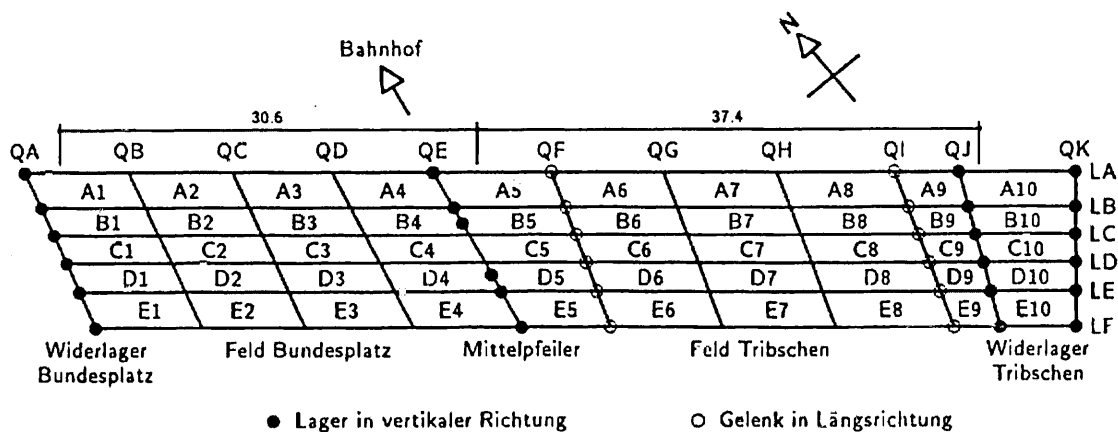 N
Bahnhof
30.6 37.4
QA QB QC QD QE QF QG QH QI QJ QK
LA
A1 A2 A3 A4 A5 A6 A7 A8 A9 A10
LB
B1 B2 B3 B4 B5 B6 B7 B8 B9 B10
LC
C1 C2 C3 C4 C5 C6 C7 C8 C9 C10
LD
D1 D2 D3 D4 D5 D6 D7 D8 D9 D10
LE
E1 E2 E3 E4 E5 E6 E7 E8 E9 E10
LF
Widerlager Feld Bundesplatz Mittelpfeiler Feld Tribschen Widerlager
Bundesplatz Tribschen
Lager in vertikaler Richtung Gelenk in Längsrichtung